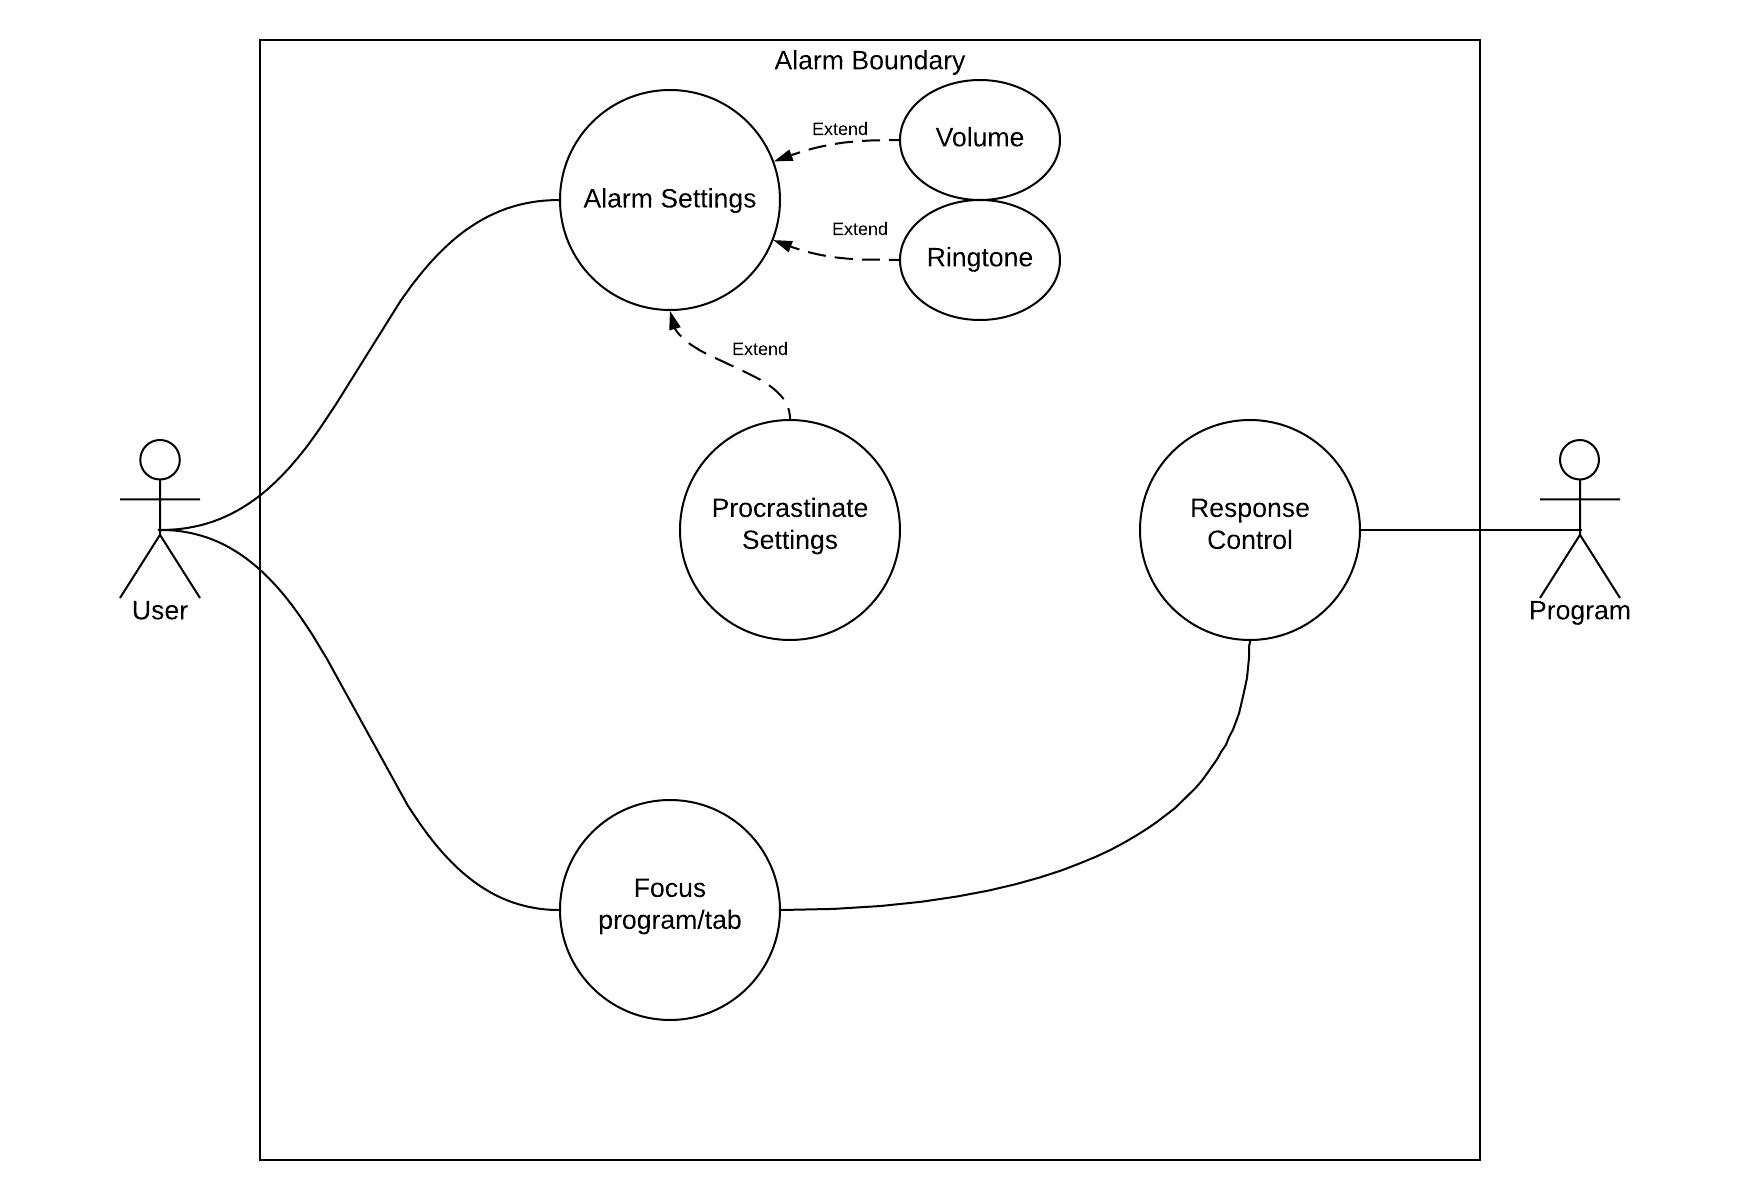 Alarm Boundary
Extend
Volume
Alarm Settings
Extend
Ringtone
Extend
Procrastinate
Settings
Response
Control
User
Program
Focus
program/tab